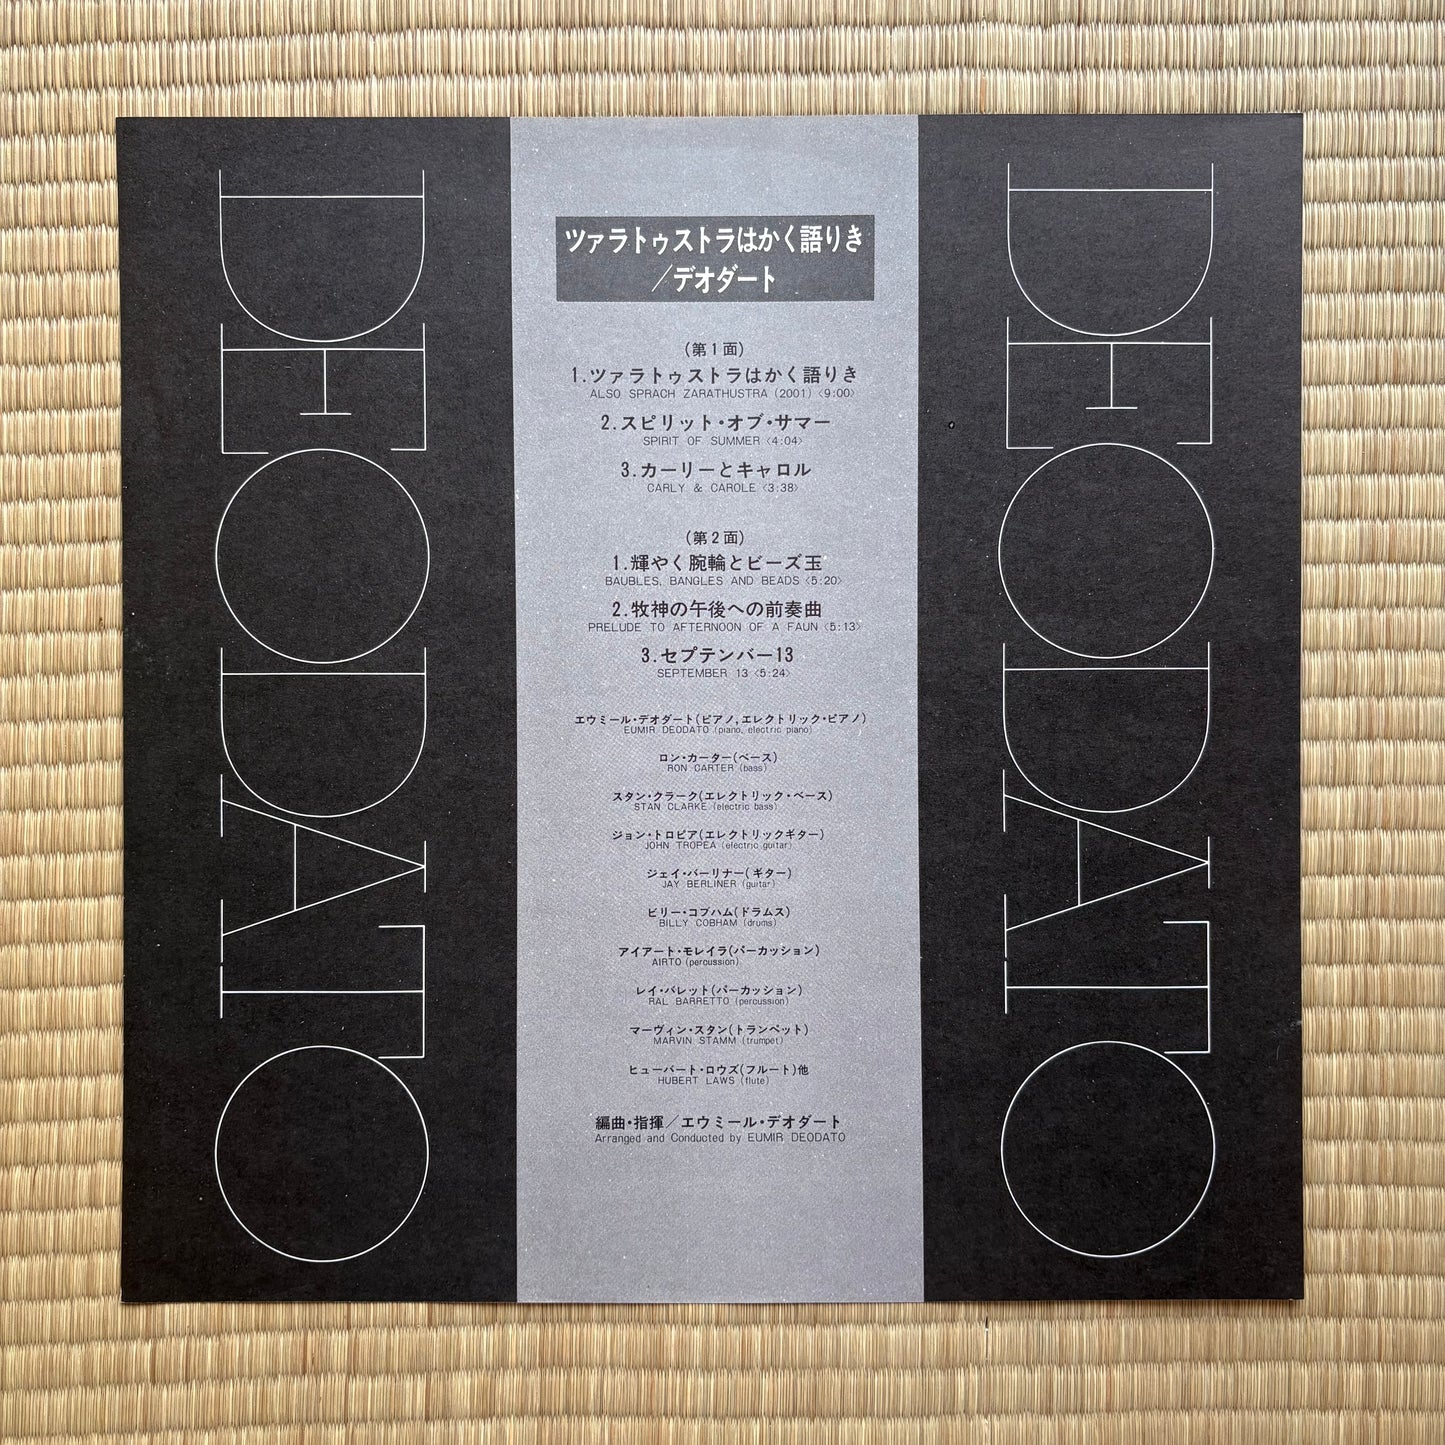 DEODATO
ツァラトゥストラはかく語りき
／デオダート
(第1面)
1.ツァラトゥストラはかく語りき
ALSO SPRACH ZARATHUSTRA (2001) <9:00>
2.スピリット・オブ・サマー
SPIRIT OF SUMMER <4:04>
3.カーリーとキャロル
CARLY & CAROLE <3:38>
(第2面)
1.輝やく腕輪とビーズ玉
BAUBLES, BANGLES AND BEADS <5:20>
2.牧神の午後への前奏曲
PRELUDE TO AFTERNOON OF A FAUN <5:13>
3.セプテンバー13
SEPTEMBER 13 <5:24>
エウミール・デオダート(ピアノ,エレクトリック・ピアノ)
EUMIR DEODATO (piano, electric piano)
ロン・カーター(ベース)
RON CARTER (bass)
スタン・クラーク(エレクトリック・ベース)
STAN CLARKE (electric bass)
ジョン・トロピア(エレクトリックギター)
JOHN TROPEA (electric guitar)
ジェイ・バーリナー(ギター)
JAY BERLINER (guitar)
ビリー・コブハム(ドラムス)
BILLY COBHAM (drums)
アイアート・モレイラ(パーカッション)
AIRTO (percussion)
レイ・バレット(パーカッション)
RAL BARRETTO (percussion)
マーヴィン・スタン(トランペット)
MARVIN STAMM (trumpet)
ヒューバート・ロウズ(フルート)他
HUBERT LAWS (flute)
編曲・指揮／エウミール・デオダート
Arranged and Conducted by EUMIR DEODATO
DEODATO